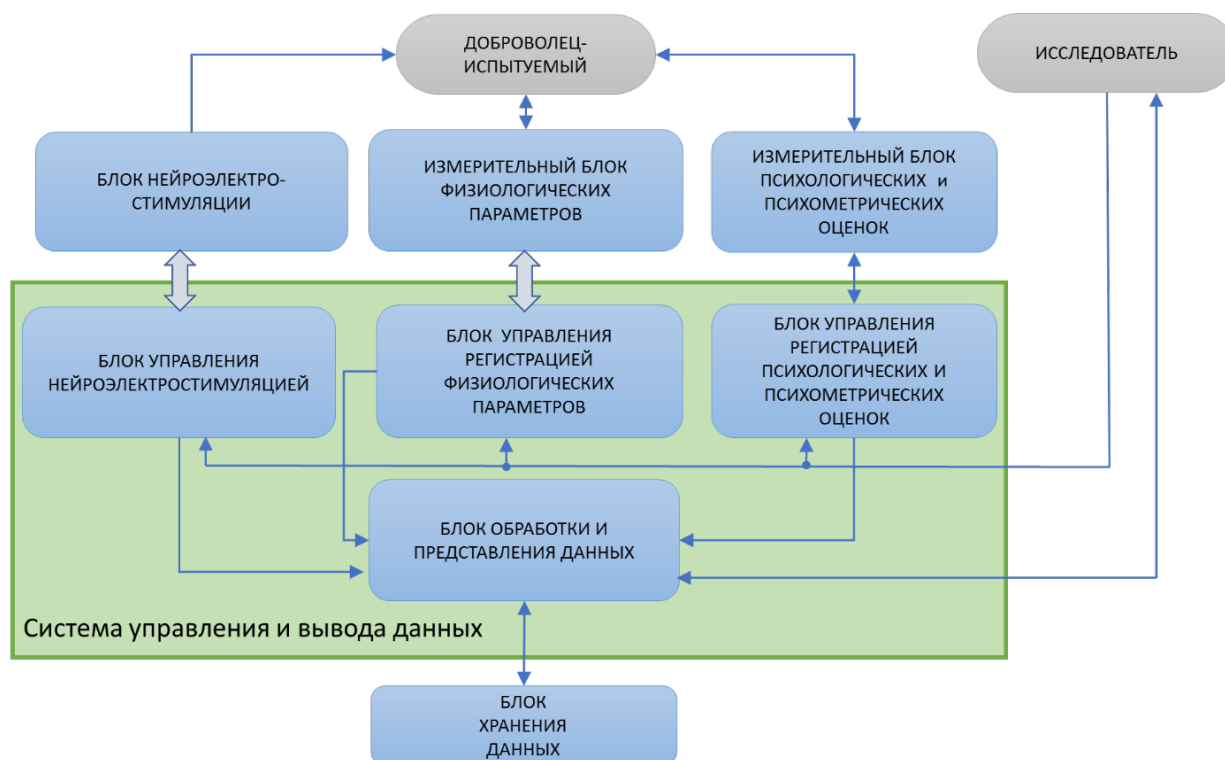 ДОБРОВОЛЕЦ-
ИСПЫТУЕМЫЙ
ИССЛЕДОВАТЕЛЬ
БЛОК НЕЙРОЭЛЕКТРО-
СТИМУЛЯЦИИ
ИЗМЕРИТЕЛЬНЫЙ БЛОК
ФИЗИОЛОГИЧЕСКИХ
ПАРАМЕТРОВ
ИЗМЕРИТЕЛЬНЫЙ БЛОК
ПСИХОЛОГИЧЕСКИХ и
ПСИХОМЕТРИЧЕСКИХ
ОЦЕНОК
БЛОК УПРАВЛЕНИЯ
НЕЙРОЭЛЕКТРОСТИМУЛЯЦИЕЙ
БЛОК УПРАВЛЕНИЯ
РЕГИСТРАЦИЕЙ
ФИЗИОЛОГИЧЕСКИХ
ПАРАМЕТРОВ
БЛОК УПРАВЛЕНИЯ
РЕГИСТРАЦИЕЙ
ПСИХОЛОГИЧЕСКИХ И
ПСИХОМЕТРИЧЕСКИХ
ОЦЕНОК
БЛОК ОБРАБОТКИ И
ПРЕДСТАВЛЕНИЯ ДАННЫХ
Система управления и вывода данных
БЛОК
ХРАНЕНИЯ
ДАННЫХ